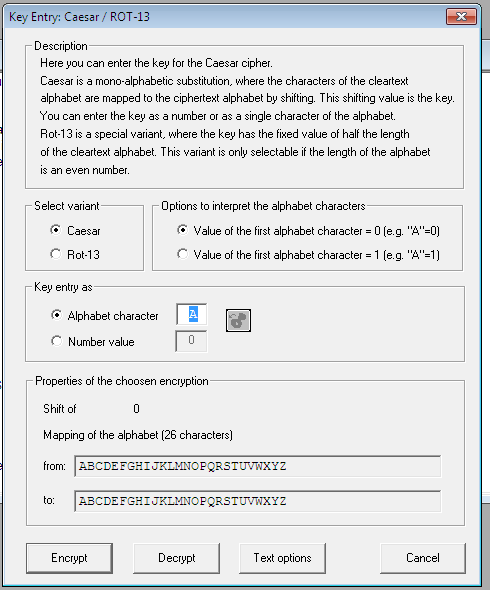 Key Entry: Caesar / ROT-13
Description
Here you can enter the key for the Caesar cipher.
Caesar is a mono-alphabetic substitution, where the characters of the cleartext
alphabet are mapped to the ciphertext alphabet by shifting. This shifting value is the key.
You can enter the key as a number or as a single character of the alphabet.
Rot-13 is a special variant, where the key has the fixed value of half the length
of the cleartext alphabet. This variant is only selectable if the length of the alphabet
is an even number.
Select variant
Caesar
Rot-13
Options to interpret the alphabet characters
Value of the first alphabet character = 0 (e.g. "A"=0)
Value of the first alphabet character = 1 (e.g. "A"=1)
Key entry as
Alphabet character A
Number value 0
Properties of the choosen encryption
Shift of 0
Mapping of the alphabet (26 characters)
from: ABCDEFGHIJKLMNOPQRSTUVWXYZ
to: ABCDEFGHIJKLMNOPQRSTUVWXYZ
Encrypt Decrypt Text options Cancel